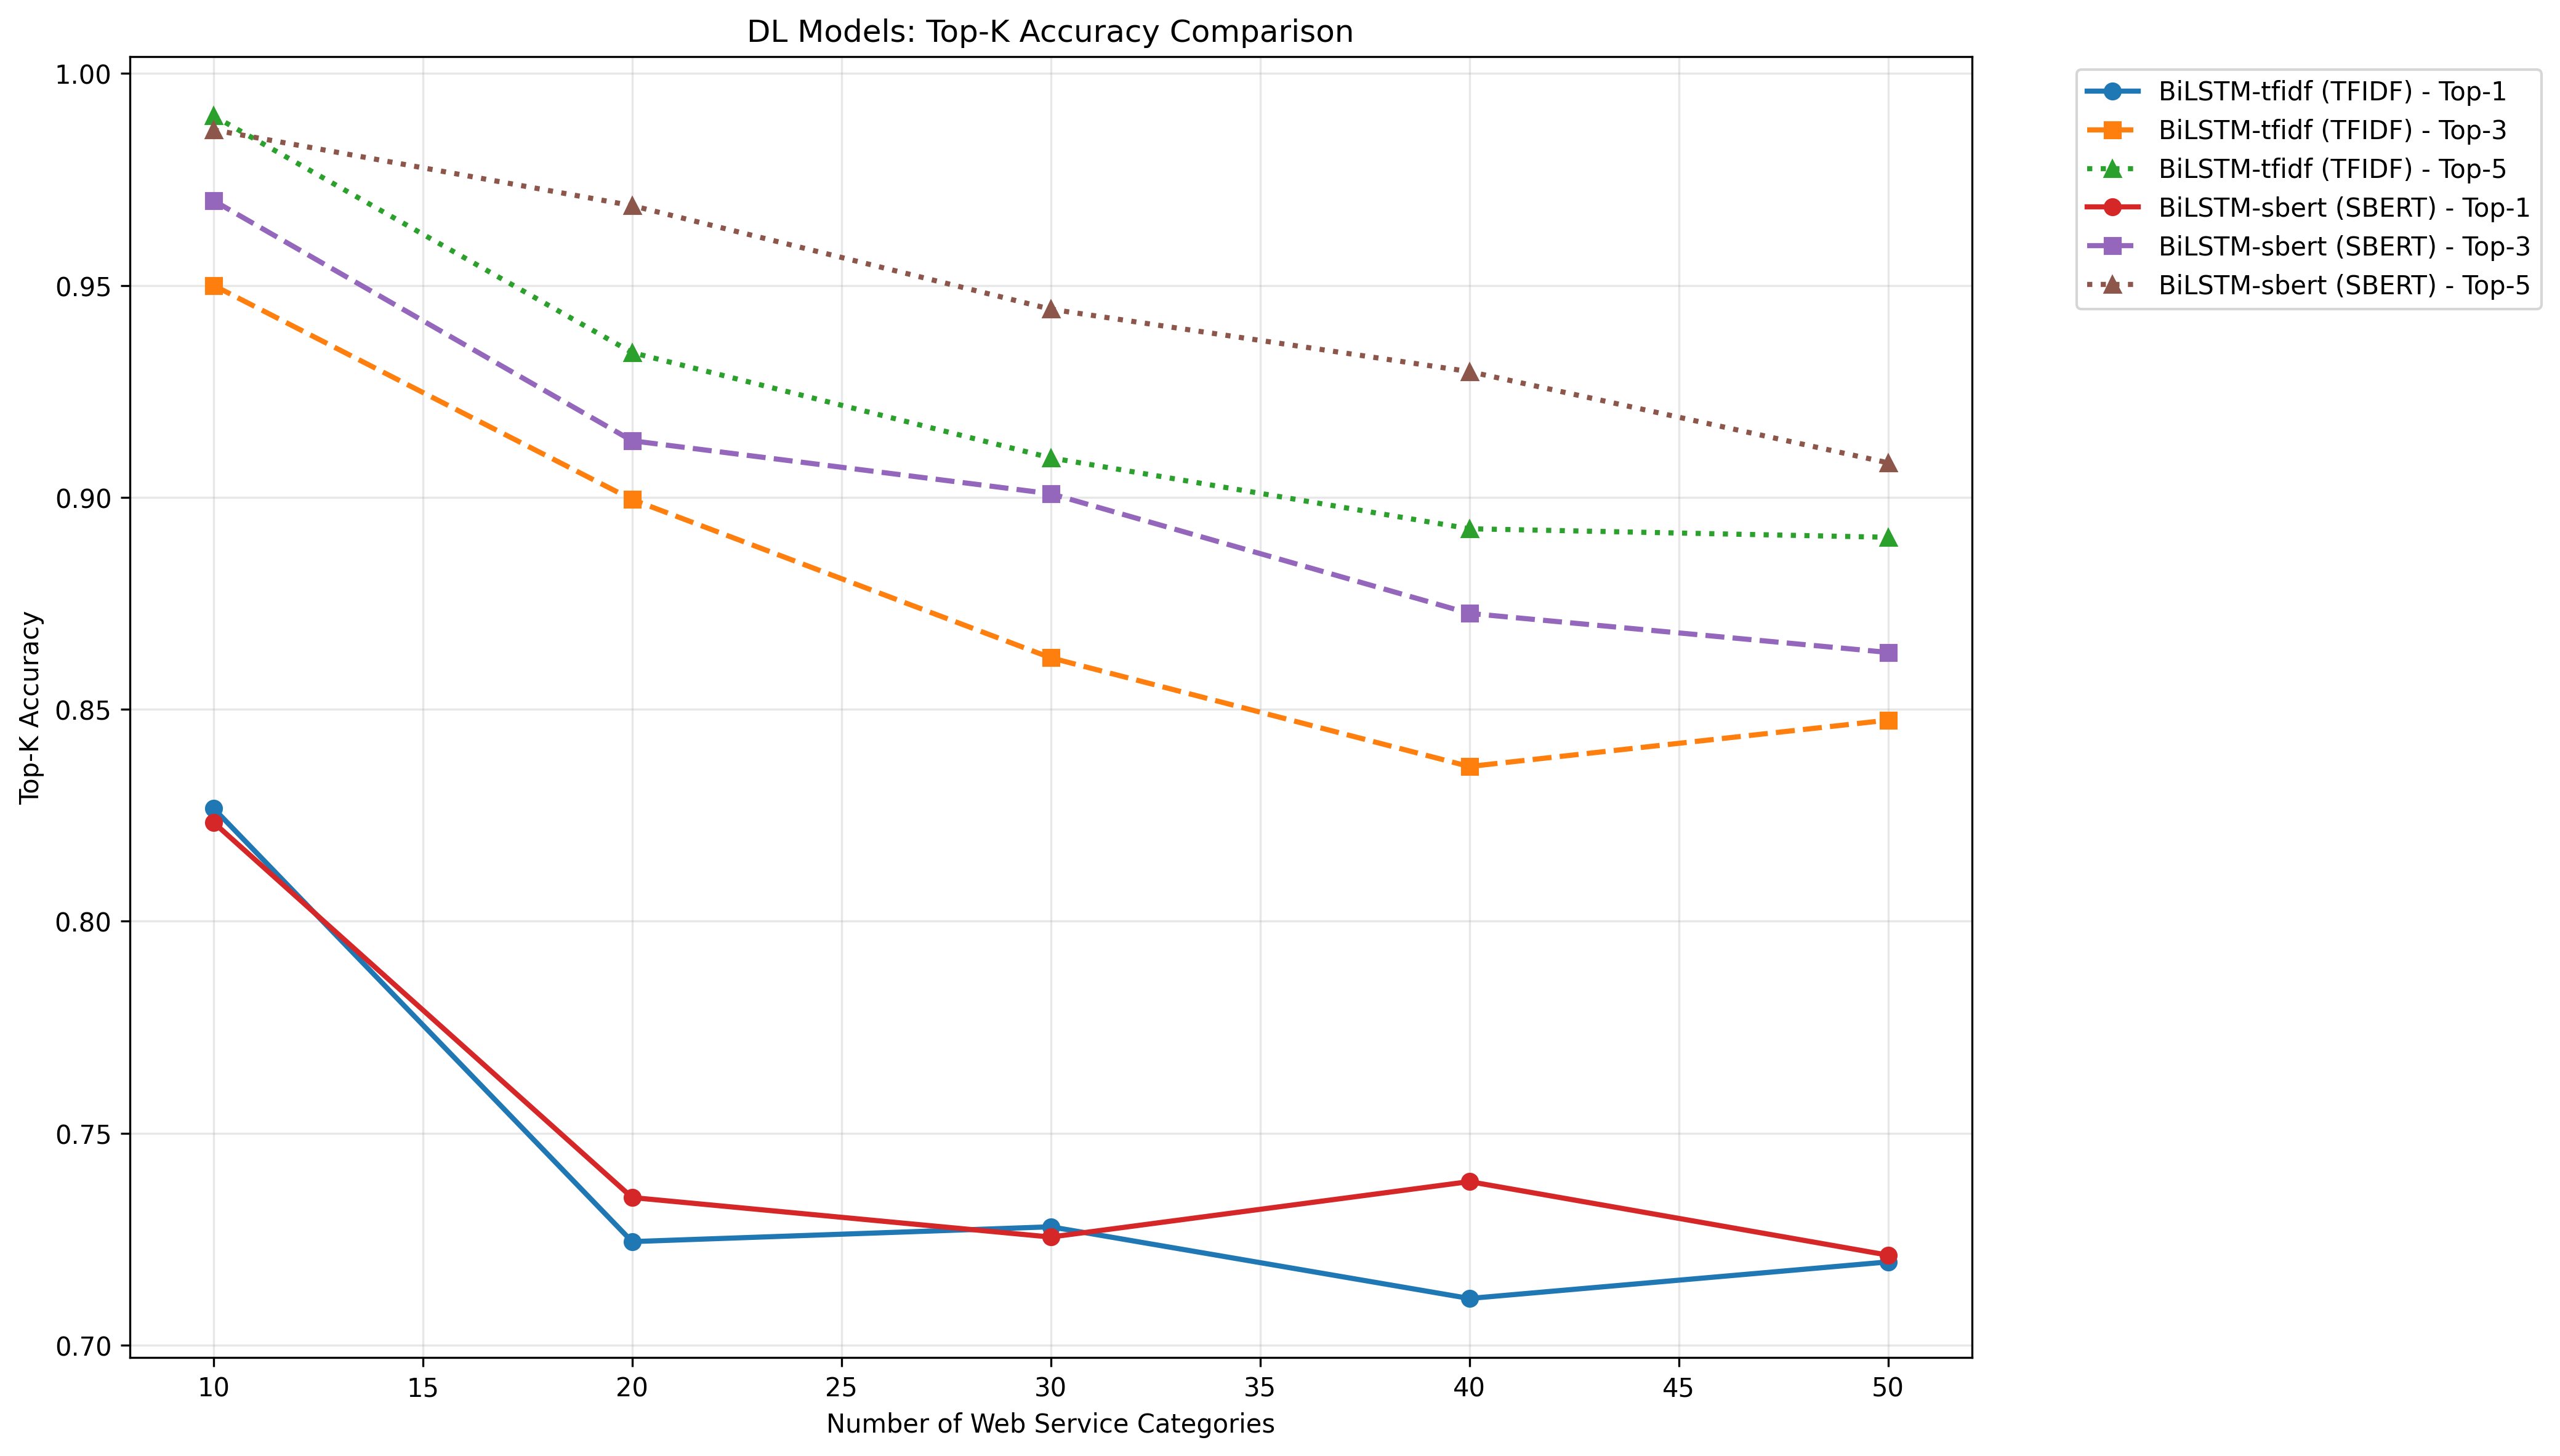 DL Models: Top-K Accuracy Comparison
1.00
0.95
0.90
0.85
0.80
0.75
0.70
Top-K Accuracy
10 15 20 25 30 35 40 45 50
Number of Web Service Categories
BiLSTM-tfidf (TFIDF) - Top-1
BiLSTM-tfidf (TFIDF) - Top-3
BiLSTM-tfidf (TFIDF) - Top-5
BiLSTM-sbert (SBERT) - Top-1
BiLSTM-sbert (SBERT) - Top-3
BiLSTM-sbert (SBERT) - Top-5